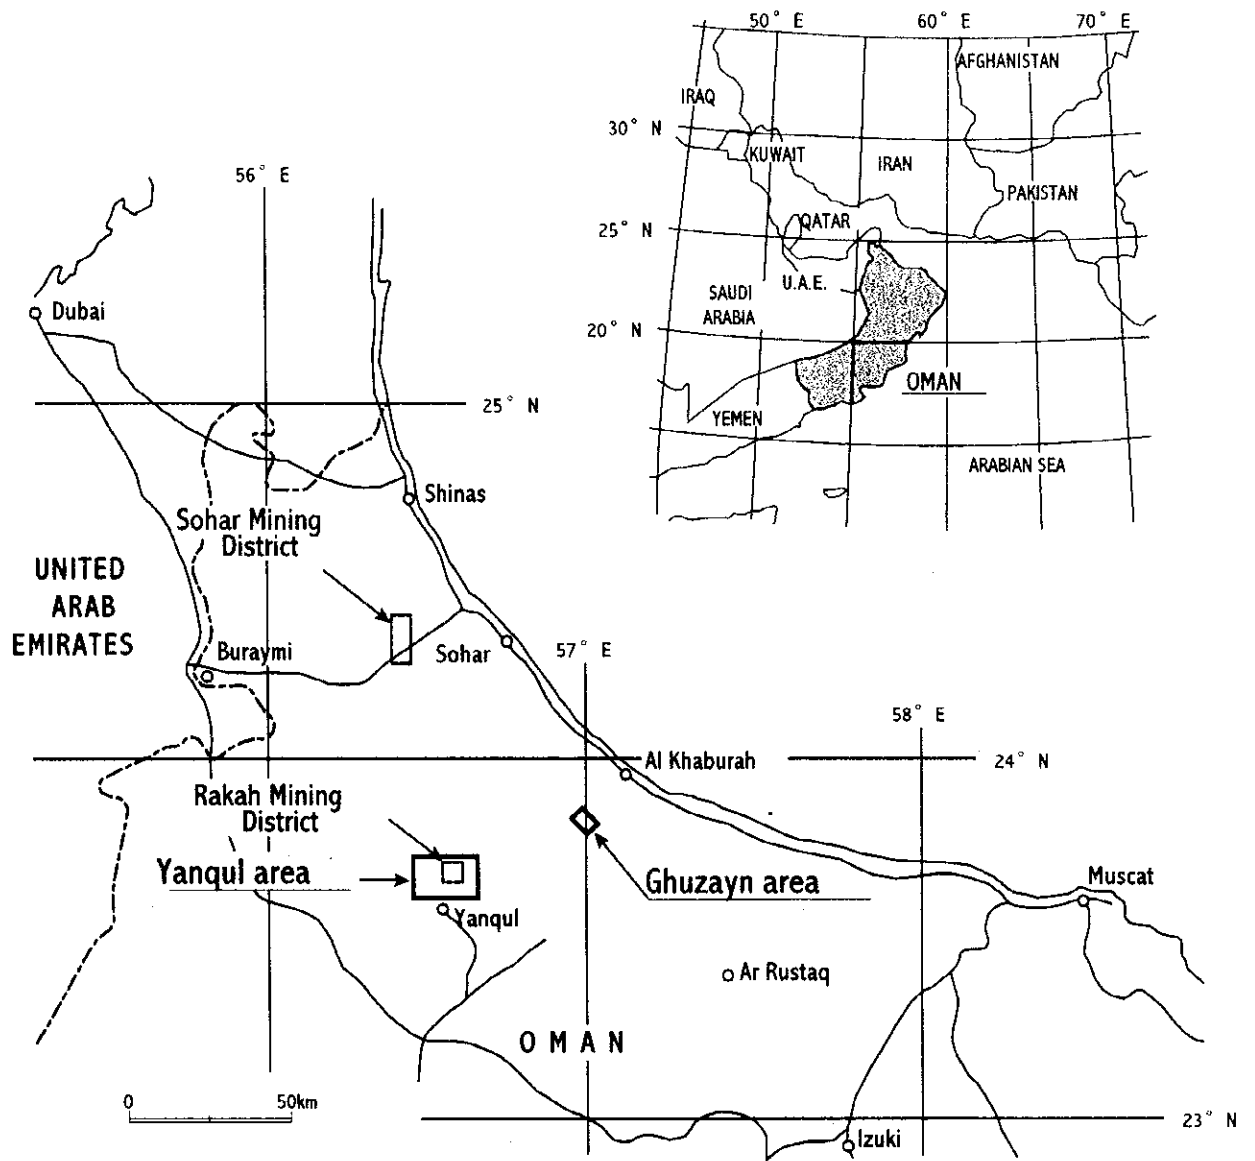 50° E
60° E
70° E
AFGHANISTAN
IRAQ
30° N
KUWAIT
IRAN
PAKISTAN
QATAR
25° N
U.A.E.
SAUDI
ARABIA
20° N
OMAN
YEMEN
ARABIAN SEA
56° E
Dubai
25° N
Shinas
Sohar Mining
District
UNITED
ARAB
EMIRATES
Buraymi
Sohar
57° E
58° E
Al Khaburah
24° N
Rakah Mining
District
Yanqul area
Ghuzayn area
Muscat
Yanqul
Ar Rustaq
OMAN
0
50km
23° N
Izuki